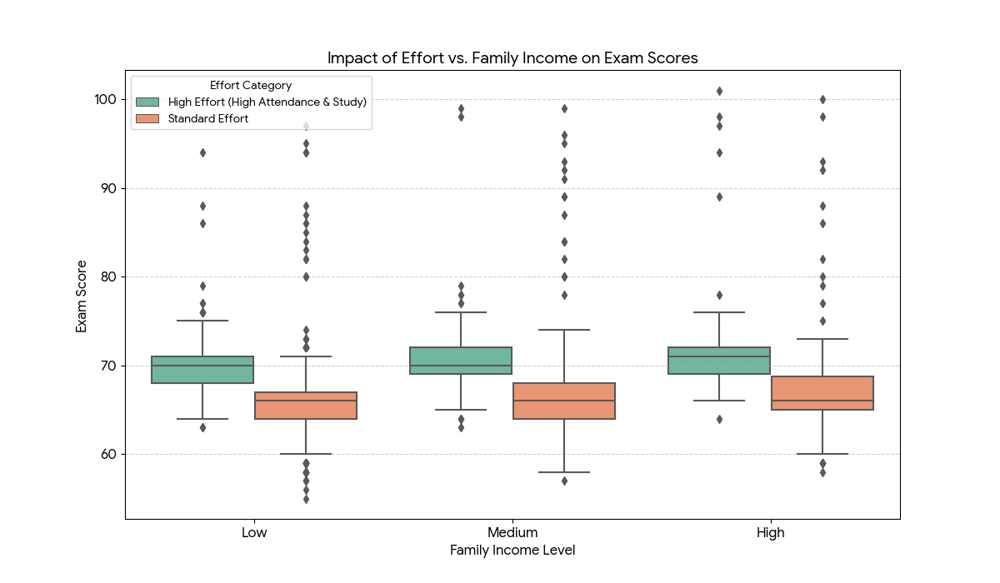 Impact of Effort vs. Family Income on Exam Scores
Effort Category
High Effort (High Attendance & Study)
Standard Effort
100
90
80
70
60
Exam Score
Low
Medium
High
Family Income Level